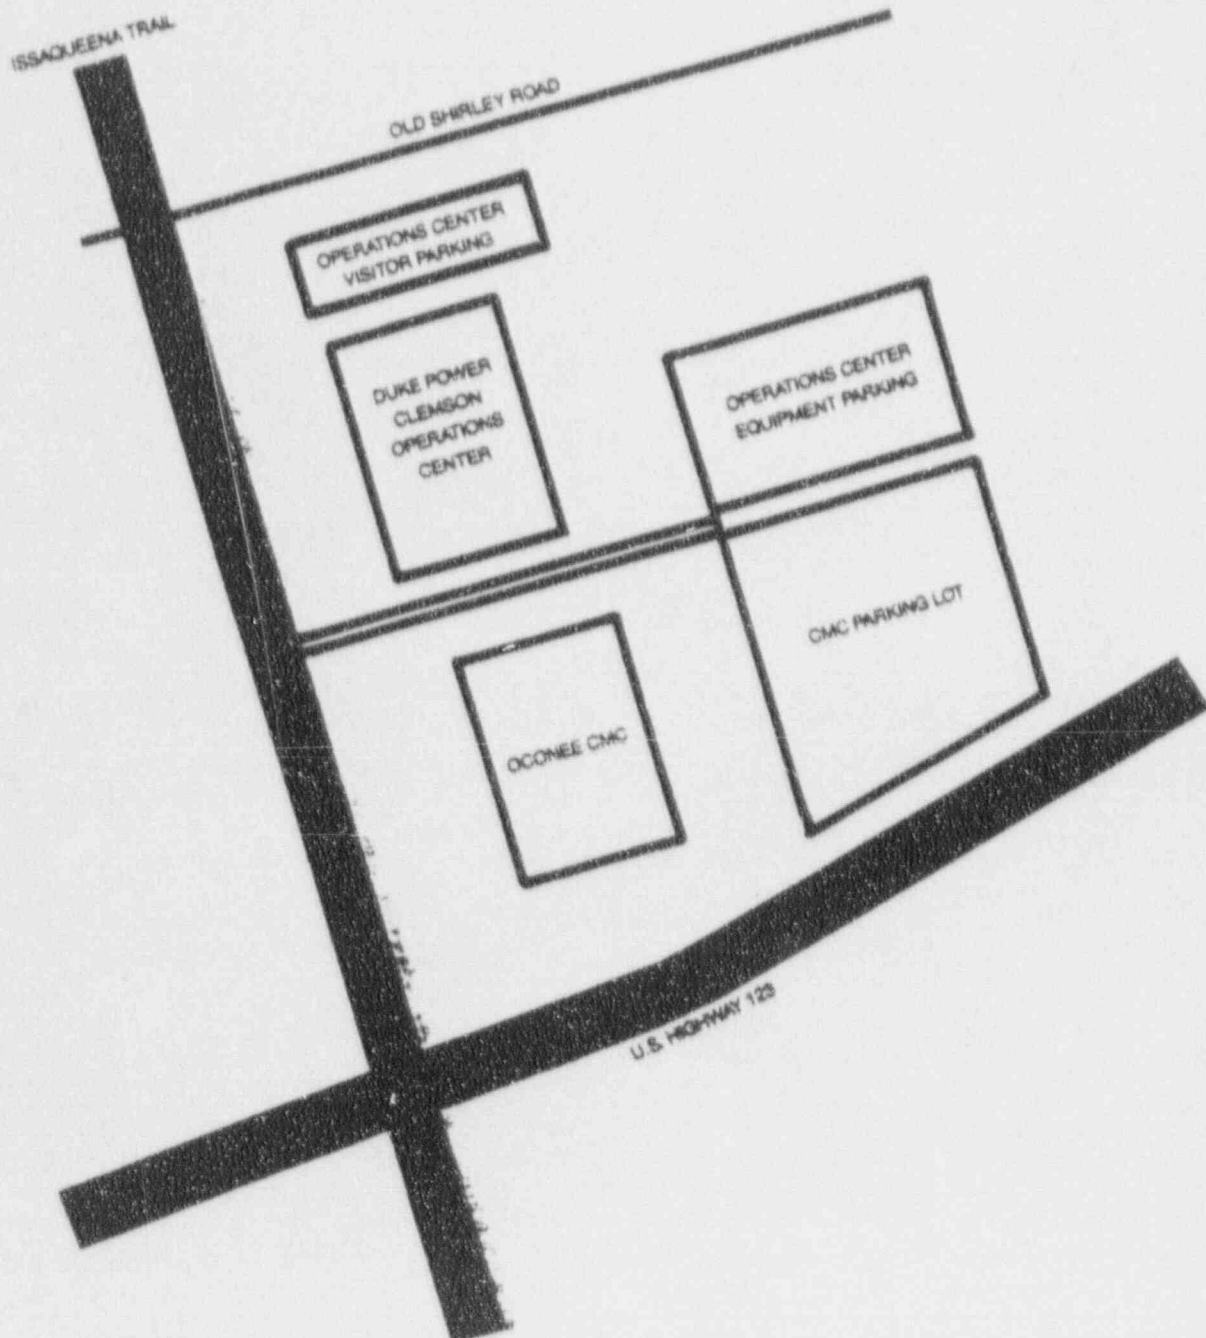 ISSAQUEENA TRAIL
OLD SHIRLEY ROAD
OPERATIONS CENTER
VISITOR PARKING
DUKE POWER
CLEMSON
OPERATIONS
CENTER
OPERATIONS CENTER
EQUIPMENT PARKING
CMC PARKING LOT
OCONEE CMC
U.S. HIGHWAY 123